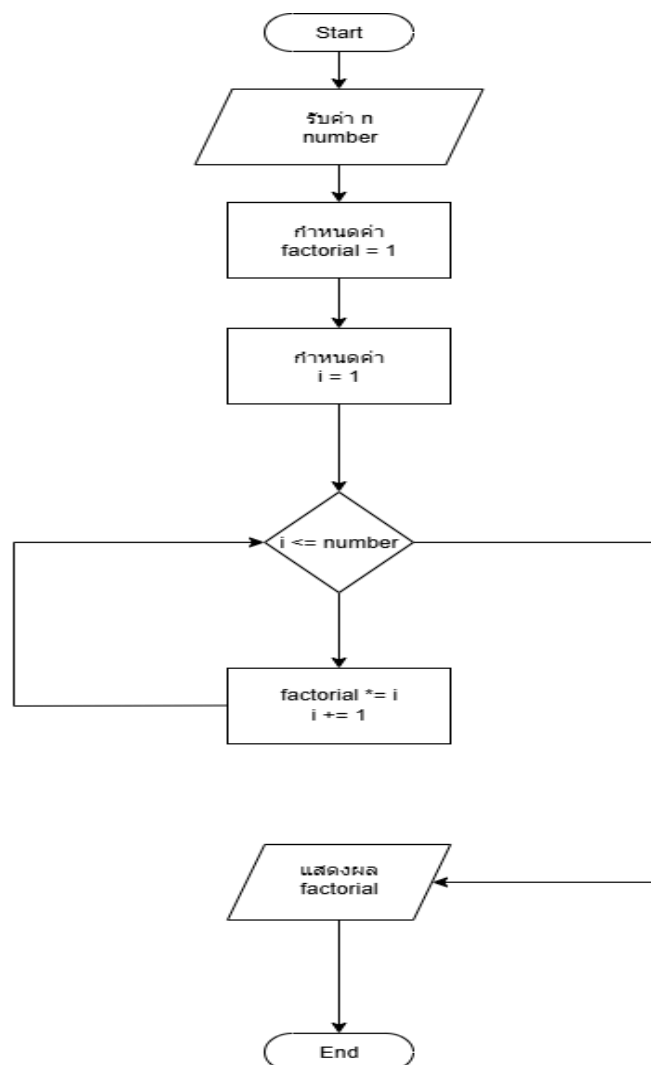 Start
รับค่า n
number
กำหนดค่า
factorial = 1
กำหนดค่า
i = 1
i <= number
factorial *= i
i += 1
แสดงผล
factorial
End